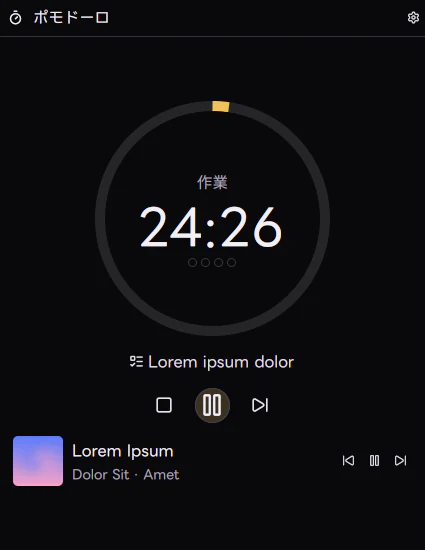 ポモドーロ
作業
24:26
Lorem ipsum dolor
Lorem Ipsum
Dolor Sit · Amet